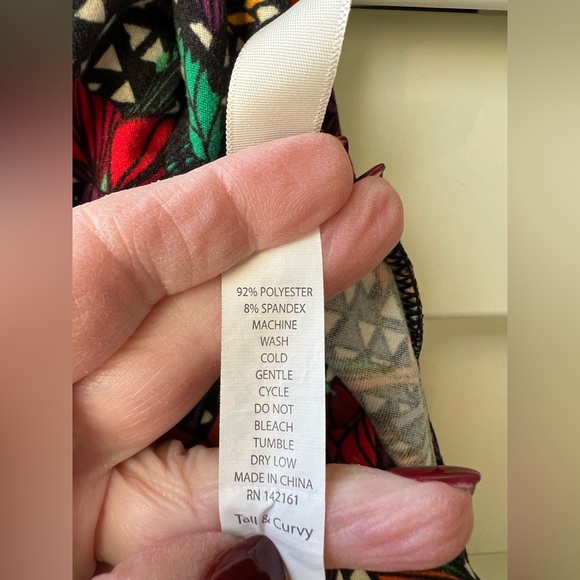 92% POLYESTER
8% SPANDEX
MACHINE
WASH
COLD
GENTLE
CYCLE
DO NOT
BLEACH
TUMBLE
DRY LOW
MADE IN CHINA
RN 142161
Tall & Curvy